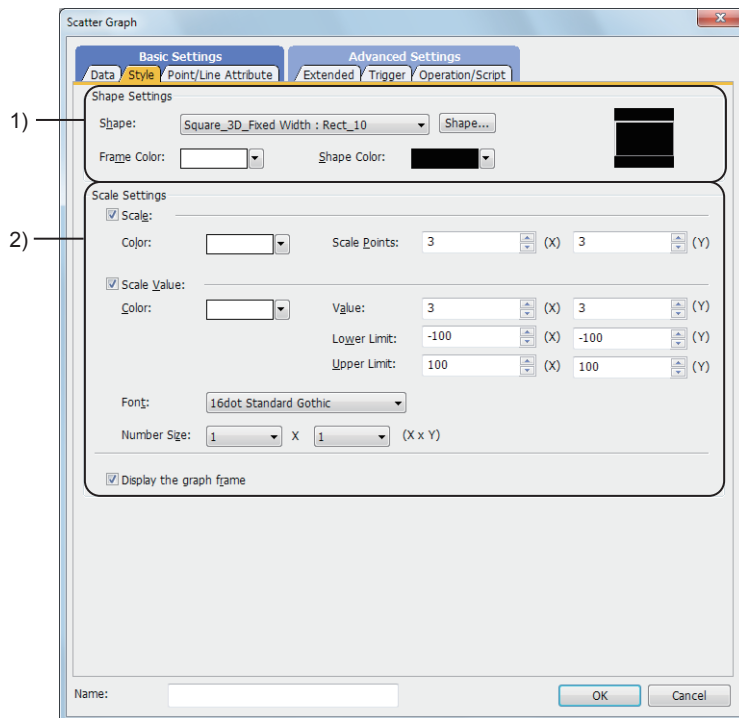 Scatter Graph
Basic Settings Advanced Settings
Data Style Point/Line Attribute Extended Trigger Operation/Script
Shape Settings
1)
Shape: Square_3D_Fixed Width : Rect_10 Shape...
Frame Color: Shape Color:
Scale Settings
2)
Scale:
Color: Scale Points: 3 (X) 3 (Y)
Scale Value:
Color: Value: 3 (X) 3 (Y)
Lower Limit: -100 (X) -100 (Y)
Upper Limit: 100 (X) 100 (Y)
Font: 16dot Standard Gothic
Number Size: 1 X 1 (X x Y)
Display the graph frame
Name: OK Cancel